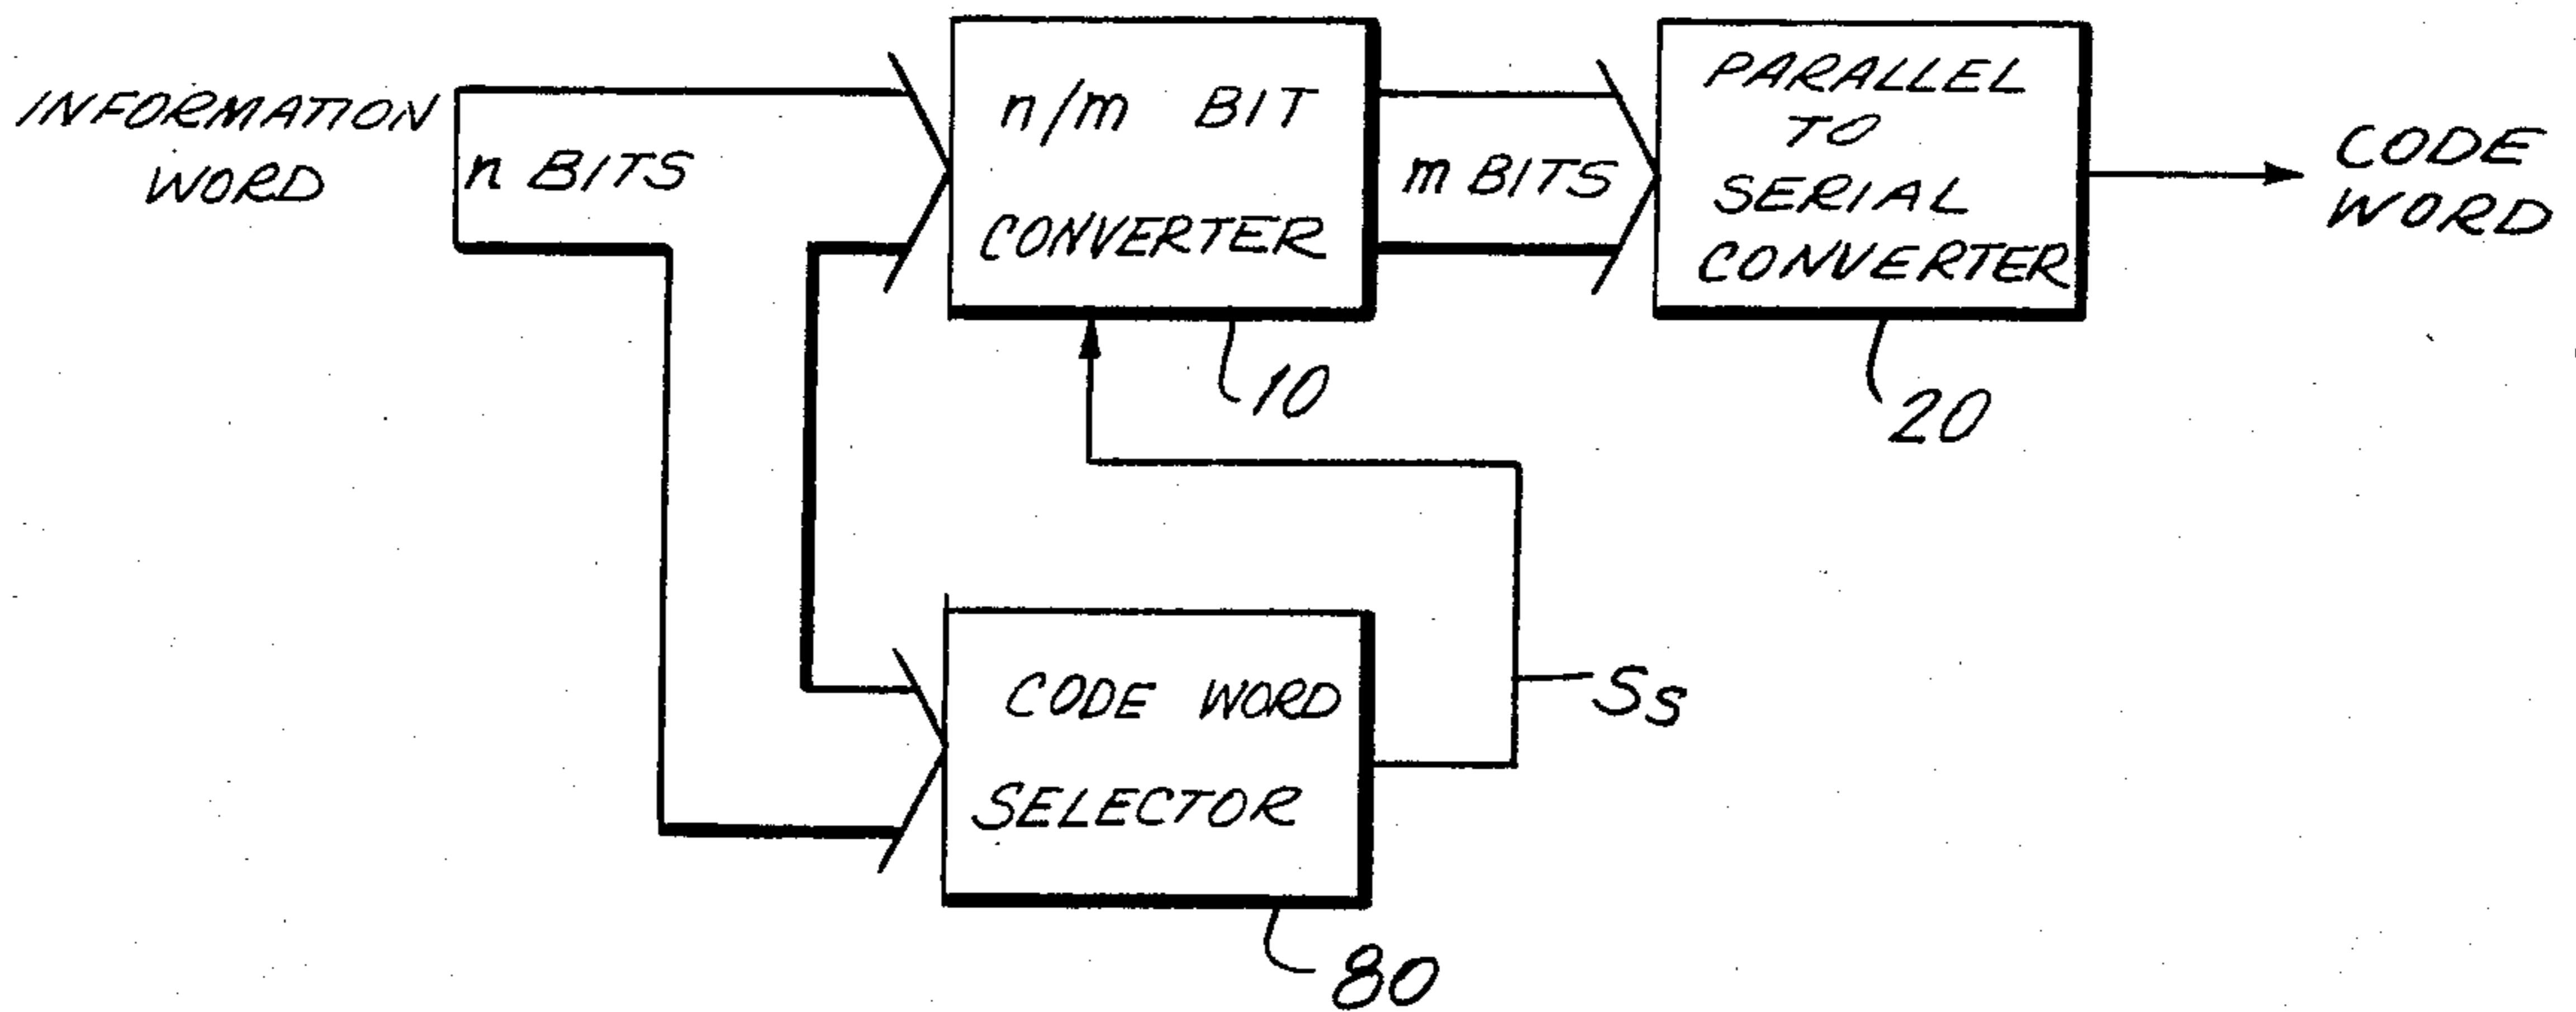 INFORMATION
WORD
n BITS
n/m BIT
CONVERTER
m BITS
PARALLEL
TO
SERIAL
CONVERTER
CODE
WORD
10
20
CODE WORD
SELECTOR
SS
80